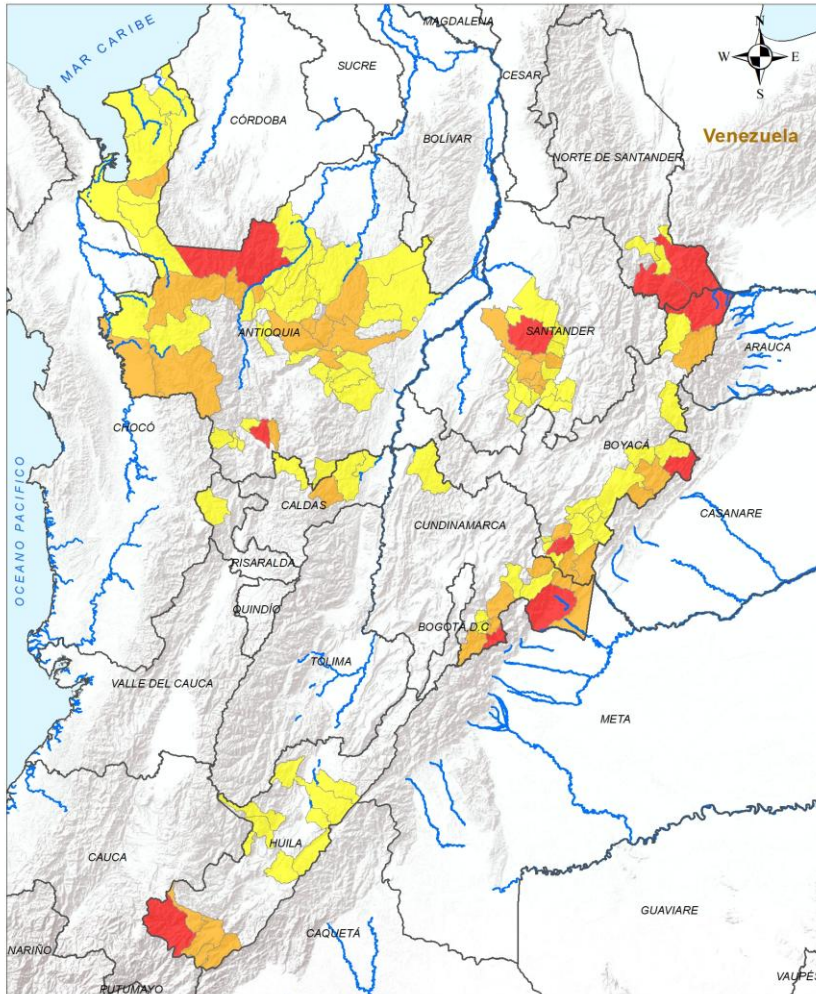 MAGDALENA
N
W E
S
MAR CARIBE
SUCRE
CESAR
CÓRDOBA
BOLÍVAR
Venezuela
NORTE DE SANTANDER
ANTIOQUIA
SANTANDER
ARAUCA
CHOCÓ
BOYACÁ
OCEANO PACIFICO
CALDAS
CASANARE
CUNDINAMARCA
RISARALDA
QUINDÍO
BOGOTÁ D.C
TOLIMA
VALLE DEL CAUCA
META
HUILA
CAUCA
GUAVIARE
CAQUETÁ
NARIÑO
PUTUMAYO
VAUPÉS